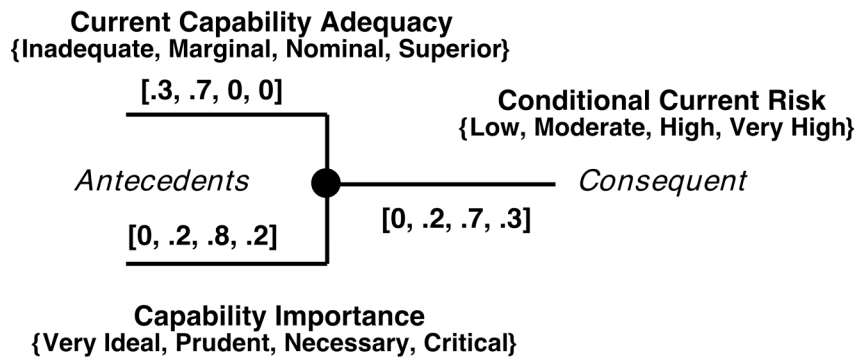 Current Capability Adequacy
{Inadequate, Marginal, Nominal, Superior}
[.3, .7, 0, 0]
Conditional Current Risk
{Low, Moderate, High, Very High}
Antecedents
Consequent
[0, .2, .7, .3]
[0, .2, .8, .2]
Capability Importance
{Very Ideal, Prudent, Necessary, Critical}